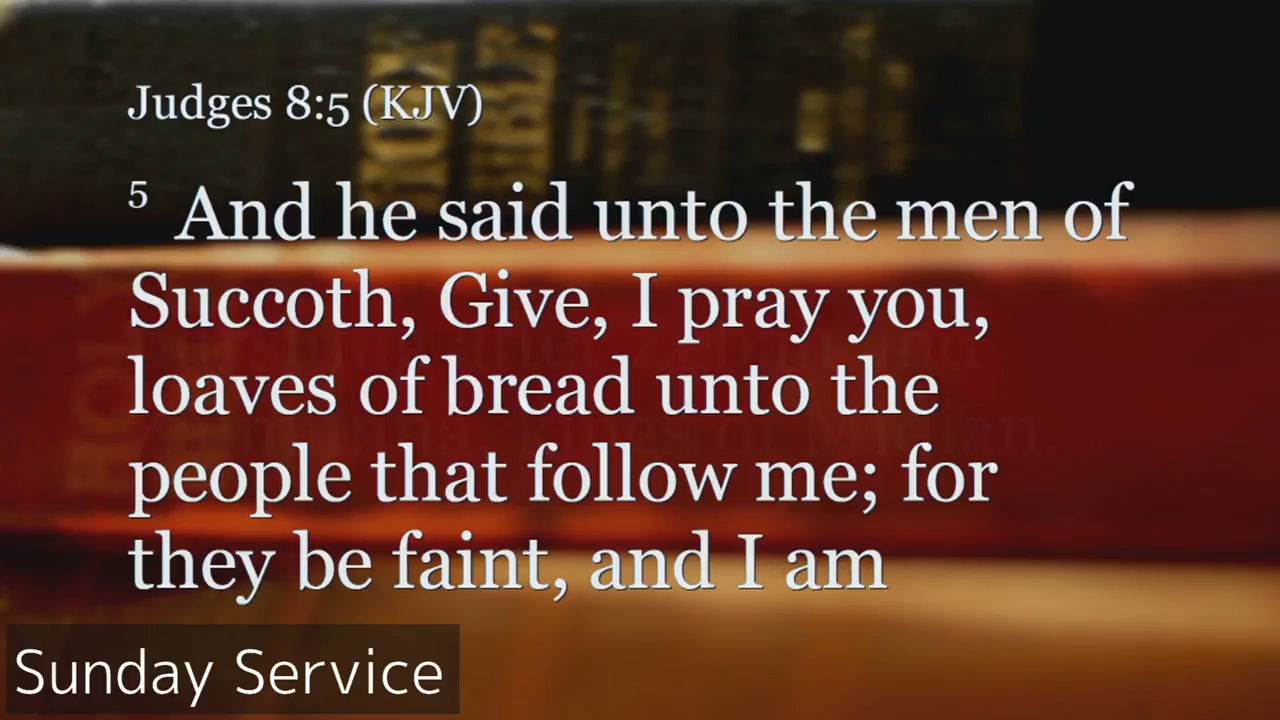 Judges 8:5 (KJV)
5 And he said unto the men of
Succoth, Give, I pray you,
loaves of bread unto the
people that follow me; for
they be faint, and I am
Sunday Service